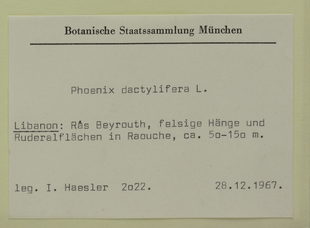 Botanische Staatssammlung München
Phoenix dactylifera L.
Libanon: Râs Beyrouth, felsige Hänge und
Ruderalflächen in Raouche, ca. 5o-15o m.
leg. I. Haesler 2o22. 28.12.1967.